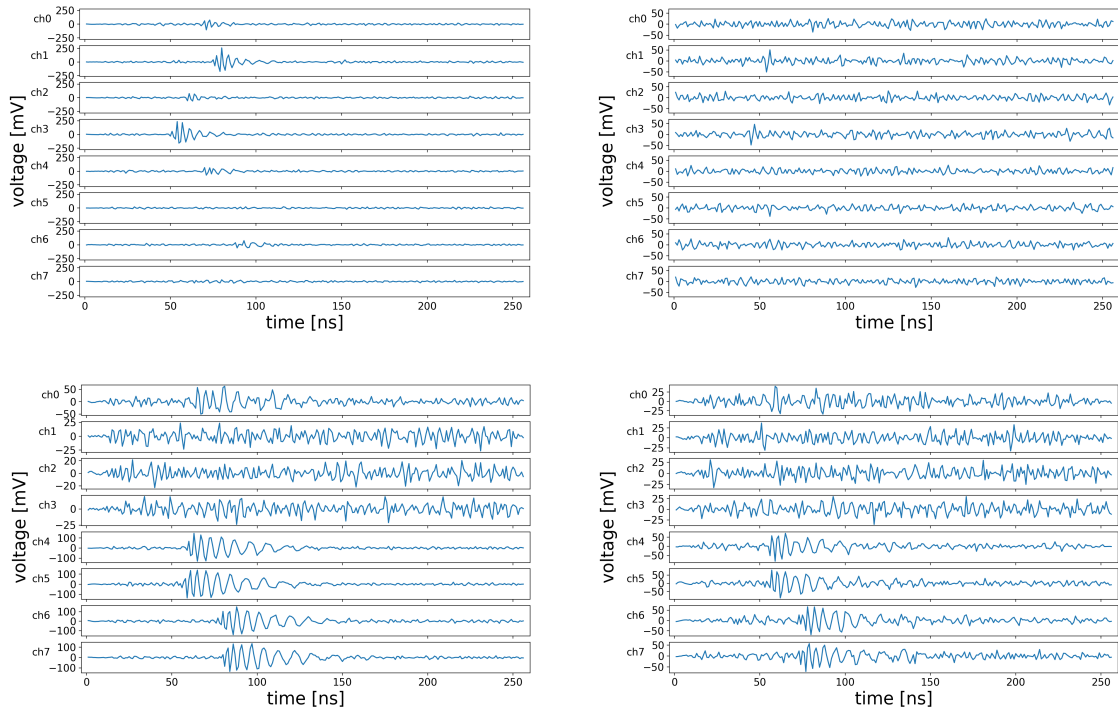 ch0 250 0 −250
ch1 250 0 −250
ch2 250 0 −250
ch3 250 0 −250
ch4 250 0 −250
ch5 250 0 −250
ch6 250 0 −250
ch7 250 0 −250
voltage [mV]
0 50 100 150 200 250
time [ns]
ch0 50 0 −50
ch1 50 0 −50
ch2 50 0 −50
ch3 50 0 −50
ch4 50 0 −50
ch5 50 0 −50
ch6 50 0 −50
ch7 50 0 −50
voltage [mV]
0 50 100 150 200 250
time [ns]
ch0 50 0 −50
ch1 25 0 −25
ch2 20 0 −20
ch3 25 0 −25
ch4 100 0 −100
ch5 100 0 −100
ch6 100 0 −100
ch7 100 0 −100
voltage [mV]
0 50 100 150 200 250
time [ns]
ch0 25 0 −25
ch1 25 0 −25
ch2 25 0 −25
ch3 25 0 −25
ch4 50 0 −50
ch5 50 0 −50
ch6 50 0 −50
ch7 50 0 −50
voltage [mV]
0 50 100 150 200 250
time [ns]